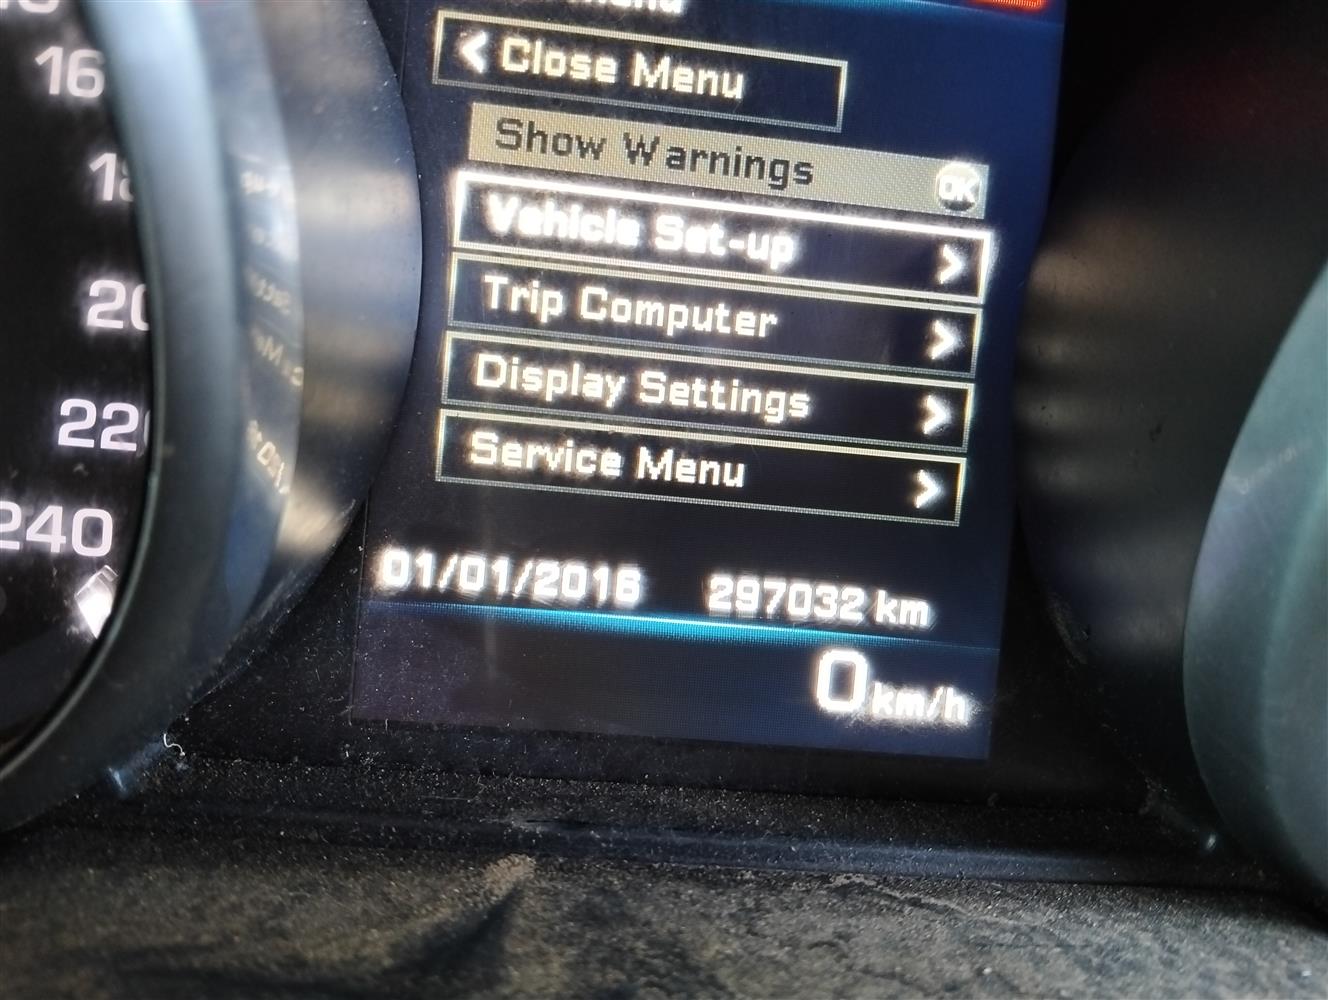 Close Menu
Show Warnings OK
Vehicle Set-up
Trip Computer
Display Settings
Service Menu
01/01/2016 297032 km
0 km/h
16
20
220
240